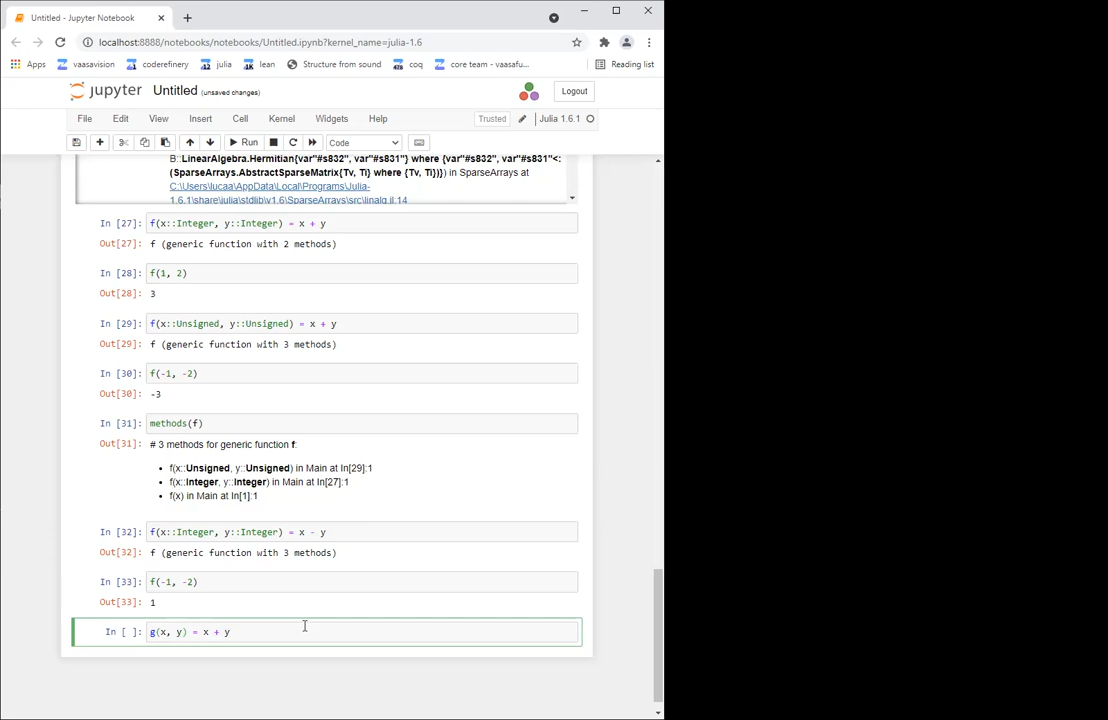 Untitled - Jupyter Notebook
localhost:8888/notebooks/notebooks/Untitled.ipynb?kernel_name=julia-1.6
Apps vaasavision coderefinery julia lean Structure from sound coq core team - vaasafu... Reading list
jupyter Untitled (unsaved changes) Logout
File Edit View Insert Cell Kernel Widgets Help Trusted Julia 1.6.1
Run Code
B::LinearAlgebra.Hermitian{var"#s832", var"#s831"} where {var"#s832", var"#s831"<:
(SparseArrays.AbstractSparseMatrix{Tv, Ti} where {Tv, Ti})}) in SparseArrays at
C:\Users\lucaa\AppData\Local\Programs\Julia-
1.6.1\share\julia\stdlib\v1.6\SparseArrays\src\linalg.jl:14
In [27]: f(x::Integer, y::Integer) = x + y
Out[27]: f (generic function with 2 methods)
In [28]: f(1, 2)
Out[28]: 3
In [29]: f(x::Unsigned, y::Unsigned) = x + y
Out[29]: f (generic function with 3 methods)
In [30]: f(-1, -2)
Out[30]: -3
In [31]: methods(f)
Out[31]: # 3 methods for generic function f:
• f(x::Unsigned, y::Unsigned) in Main at In[29]:1
• f(x::Integer, y::Integer) in Main at In[27]:1
• f(x) in Main at In[1]:1
In [32]: f(x::Integer, y::Integer) = x - y
Out[32]: f (generic function with 3 methods)
In [33]: f(-1, -2)
Out[33]: 1
In [ ]: g(x, y) = x + y